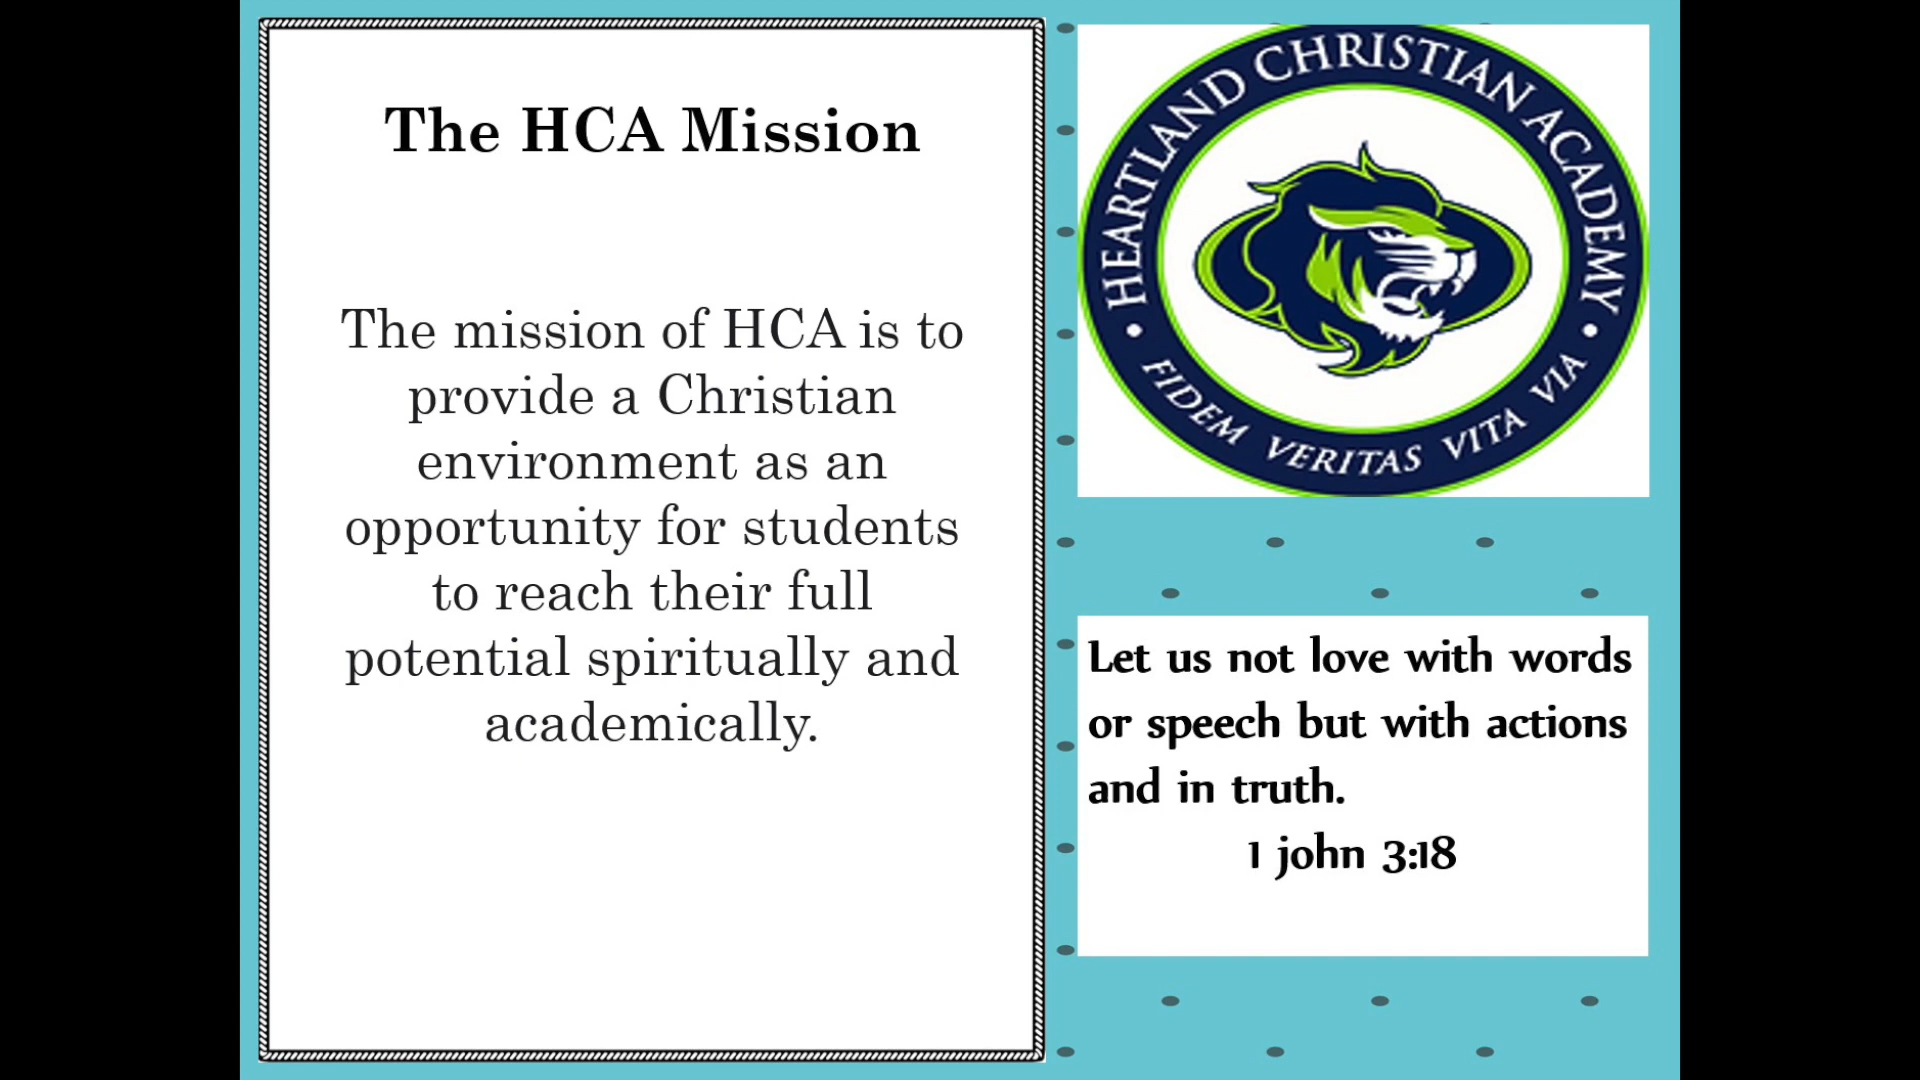 The HCA Mission
The mission of HCA is to
provide a Christian
environment as an
opportunity for students
to reach their full
potential spiritually and
academically.
HEARTLAND CHRISTIAN ACADEMY
FIDEM VERITAS VITA VIA
Let us not love with words
or speech but with actions
and in truth.
1 john 3:18